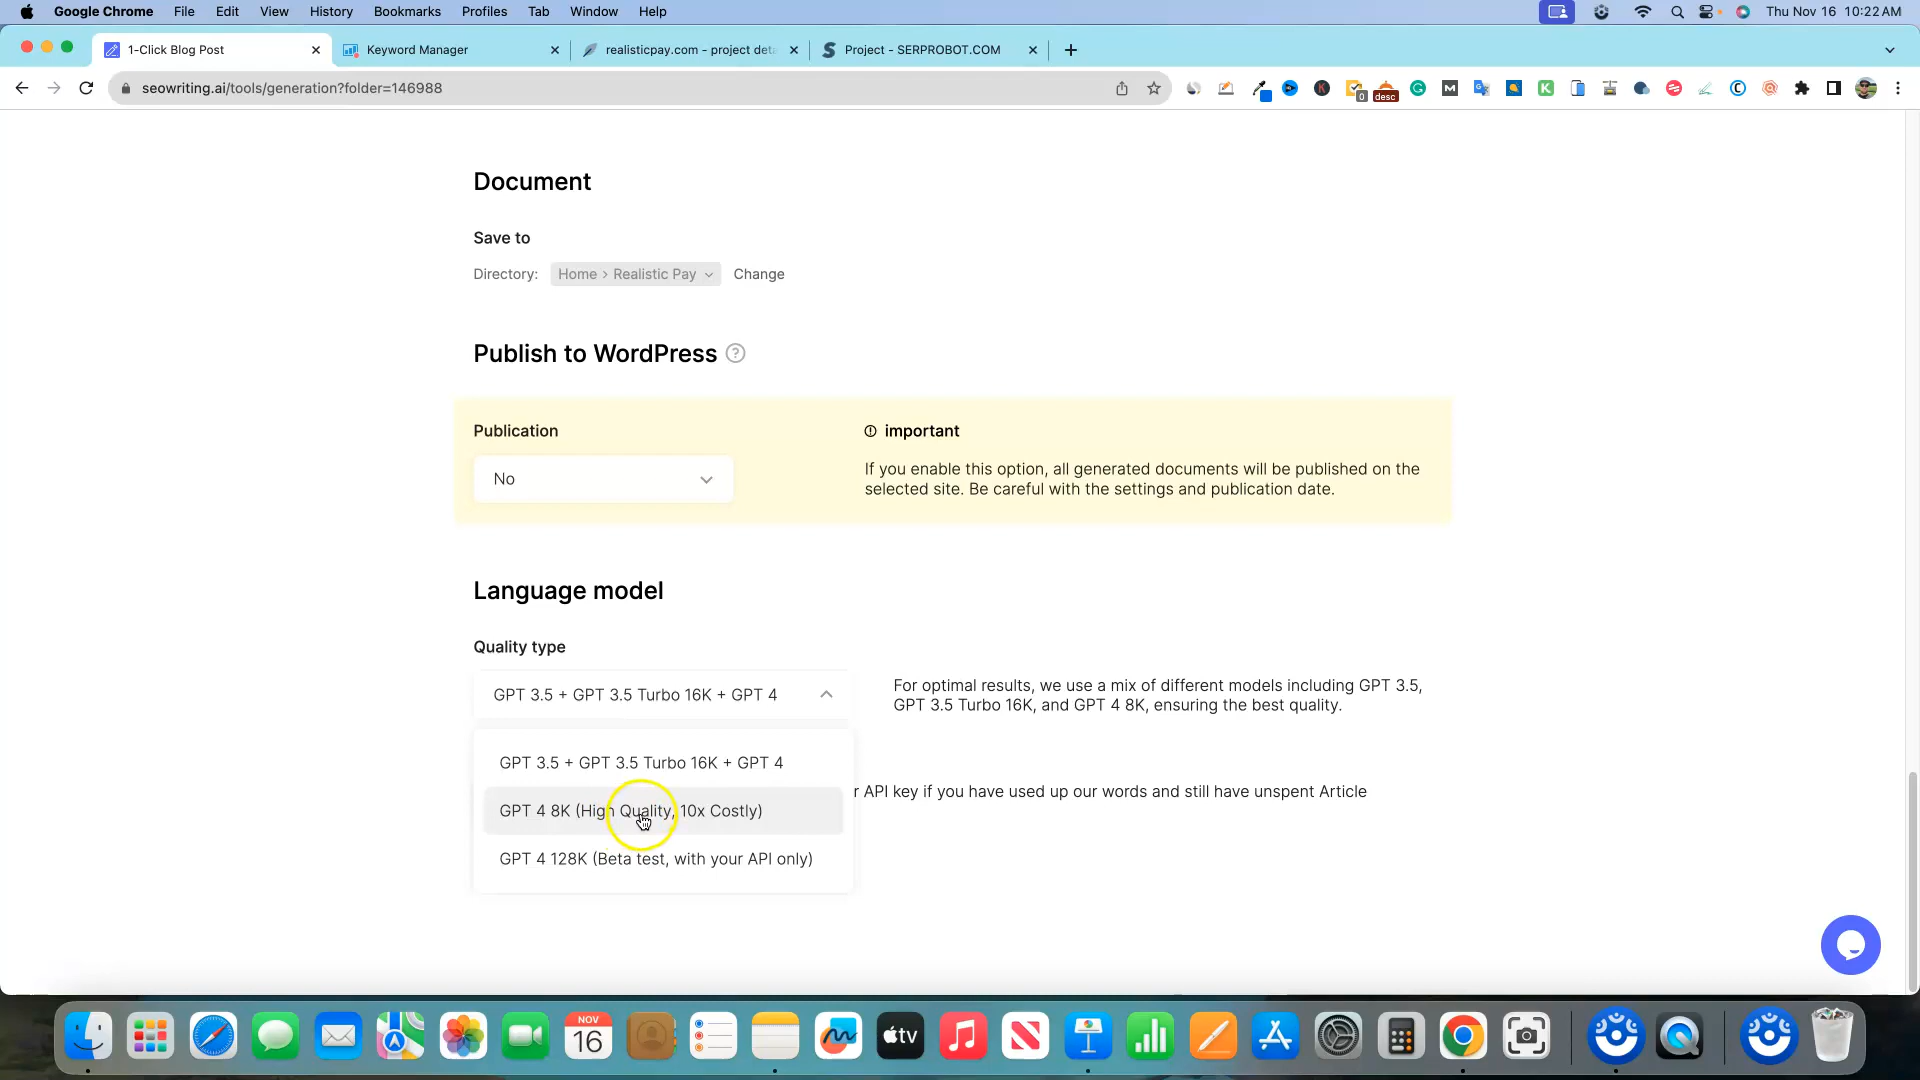 Google Chrome File Edit View History Bookmarks Profiles Tab Window Help Thu Nov 16 10:22 AM
1-Click Blog Post Keyword Manager realisticpay.com - project deta Project - SERPROBOT.COM
seowriting.ai/tools/generation?folder=146988
0
desc
Document
Save to
Directory: Home > Realistic Pay Change
Publish to WordPress ?
Publication
important
No
If you enable this option, all generated documents will be published on the
selected site. Be careful with the settings and publication date.
Language model
Quality type
GPT 3.5 + GPT 3.5 Turbo 16K + GPT 4
For optimal results, we use a mix of different models including GPT 3.5,
GPT 3.5 Turbo 16K, and GPT 4 8K, ensuring the best quality.
GPT 3.5 + GPT 3.5 Turbo 16K + GPT 4
r API key if you have used up our words and still have unspent Article
GPT 4 8K (High Quality, 10x Costly)
GPT 4 128K (Beta test, with your API only)
NOV
16
tv